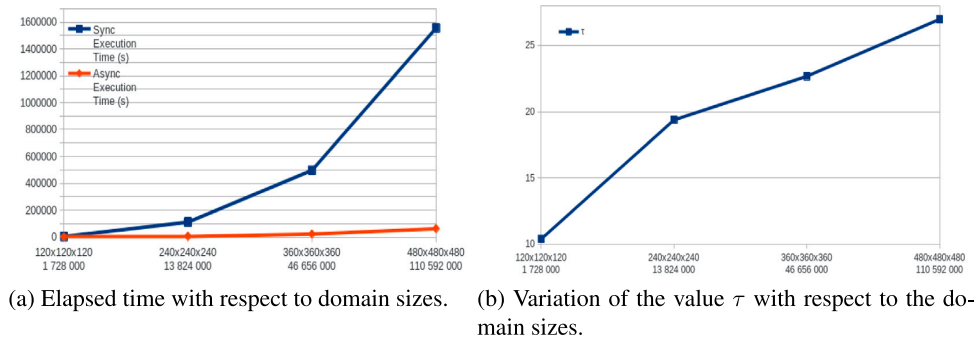 1600000
1400000
1200000
1000000
800000
600000
400000
200000
0
Sync
Execution
Time (s)
Async
Execution
Time (s)
120x120x120
1 728 000
240x240x240
13 824 000
360x360x360
46 656 000
480x480x480
110 592 000
(a) Elapsed time with respect to domain sizes.
25
20
15
10
τ
120x120x120
1 728 000
240x240x240
13 824 000
360x360x360
46 656 000
480x480x480
110 592 000
(b) Variation of the value τ with respect to the do-
main sizes.